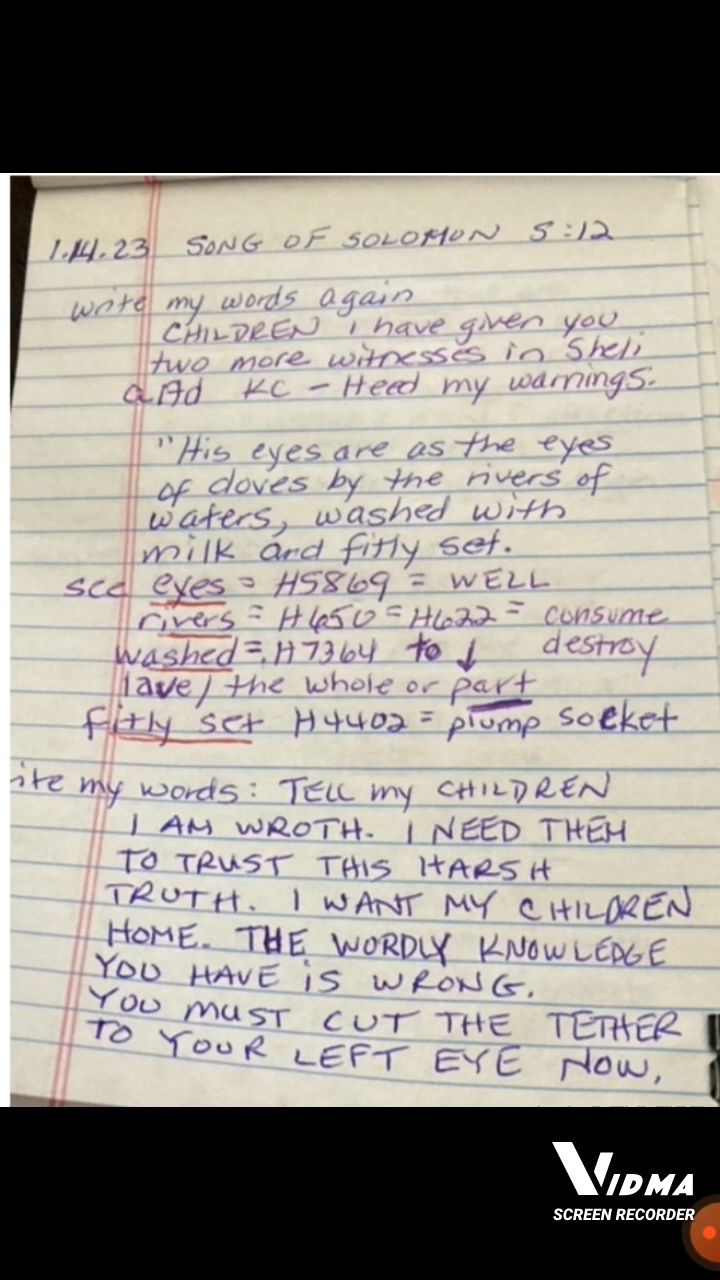 1.14.23 SONG OF SOLOMON 5:12
write my words again
CHILDREN I have given you
two more witnesses in Sheli
and KC - Heed my warnings.
"His eyes are as the eyes
of doves by the rivers of
waters, washed with
milk and fitly set.
see eyes = H5869 = WELL
rivers = H650 = H622 = consume
washed = H7364 to ↓ destroy
lave/ the whole or part
fitly set H4402 = plump socket
ite my words: TELL my CHILDREN
I AM WROTH. I NEED THEM
TO TRUST THIS HARSH
TRUTH. I WANT MY CHILDREN
HOME. THE WORDLY KNOWLEDGE
YOU HAVE IS WRONG.
YOU MUST CUT THE TETHER
TO YOUR LEFT EYE NOW.
VIDMA
SCREEN RECORDER